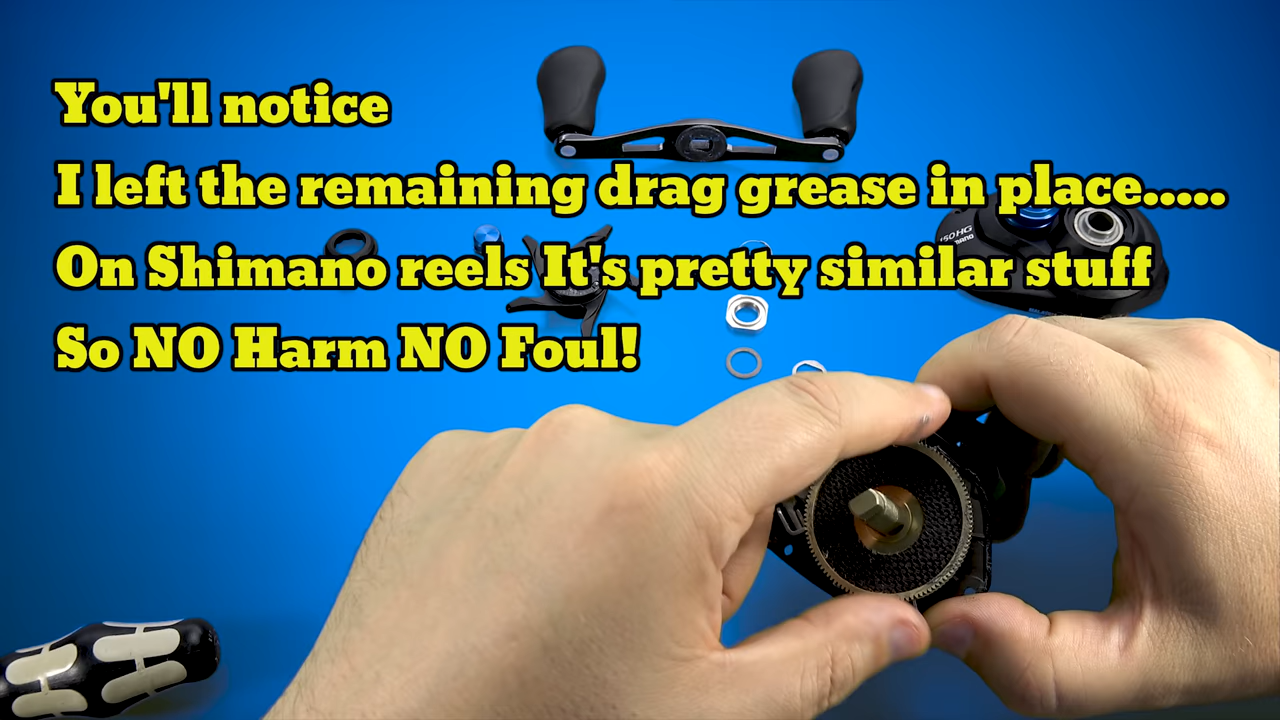 You'll notice
I left the remaining drag grease in place.....
On Shimano reels It's pretty similar stuff
So NO Harm NO Foul!
150HG